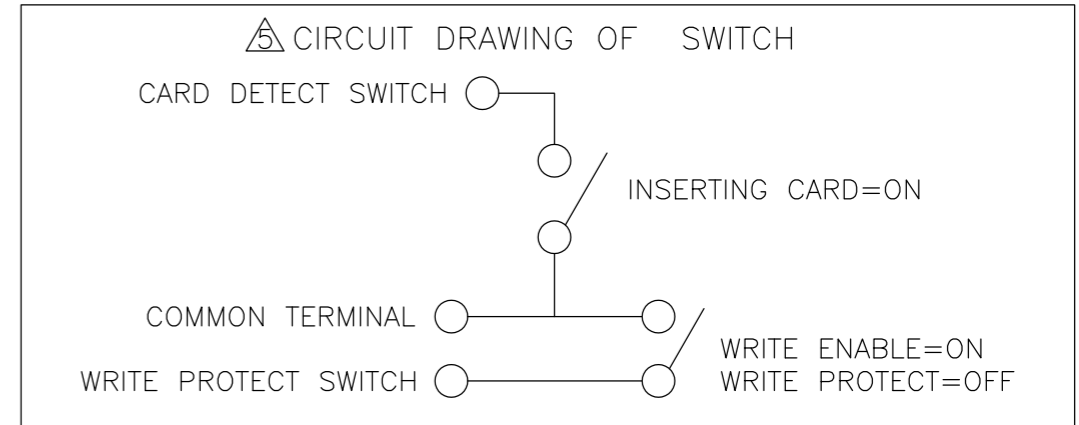 5 CIRCUIT DRAWING OF SWITCH
CARD DETECT SWITCH
INSERTING CARD=ON
COMMON TERMINAL
WRITE ENABLE=ON
WRITE PROTECT SWITCH
WRITE PROTECT=OFF